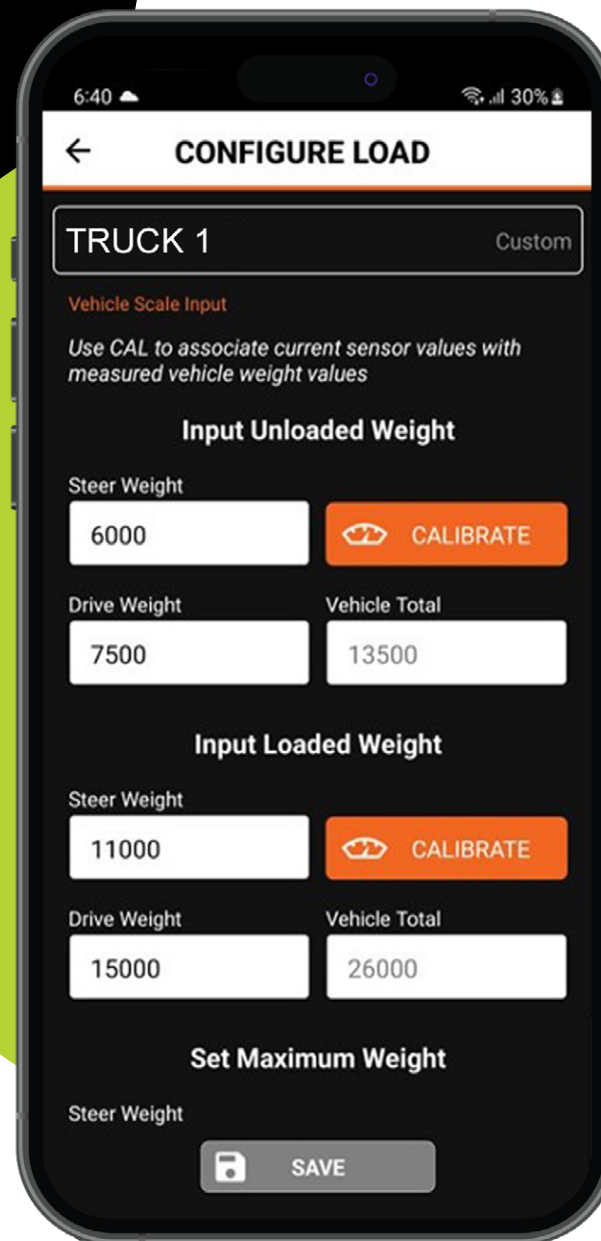 6:40 30%
CONFIGURE LOAD
TRUCK 1 Custom
Vehicle Scale Input
Use CAL to associate current sensor values with
measured vehicle weight values
Input Unloaded Weight
Steer Weight
6000 CALIBRATE
Drive Weight Vehicle Total
7500 13500
Input Loaded Weight
Steer Weight
11000 CALIBRATE
Drive Weight Vehicle Total
15000 26000
Set Maximum Weight
Steer Weight
SAVE